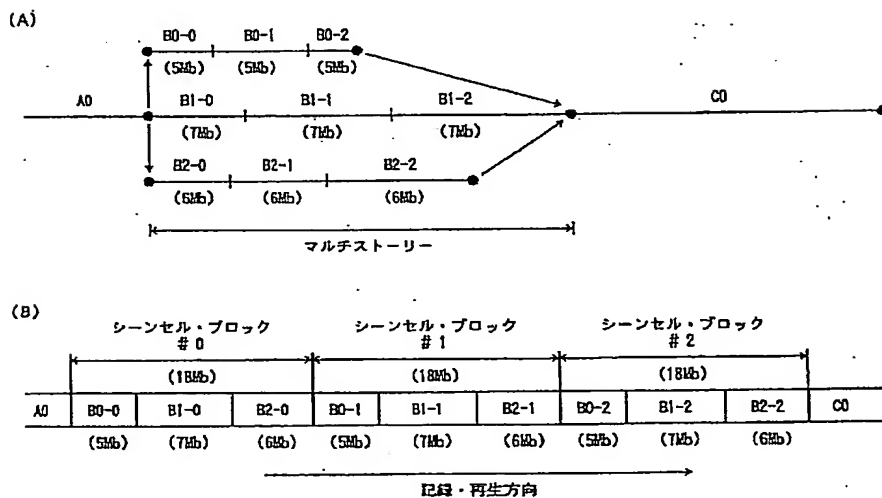 (A)
B0-0 B0-1 B0-2
(5Mb) (5Mb) (5Mb)
A0 B1-0 B1-1 B1-2 C0
(7Mb) (7Mb) (7Mb)
B2-0 B2-1 B2-2
(6Mb) (6Mb) (6Mb)
マルチストーリー
(B)
シーンセル・ブロック シーンセル・ブロック シーンセル・ブロック
#0 #1 #2
(18Mb) (18Mb) (18Mb)
A0 B0-0 B1-0 B2-0 B0-1 B1-1 B2-1 B0-2 B1-2 B2-2 C0
(5Mb) (7Mb) (6Mb) (5Mb) (7Mb) (6Mb) (5Mb) (7Mb) (6Mb)
記録・再生方向